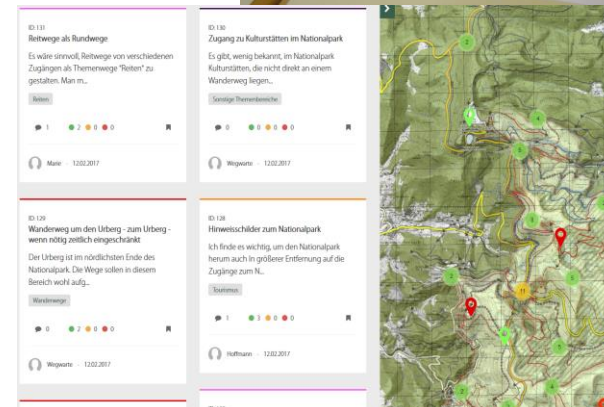 ID: 131
Reitwege als Rundwege
Es wäre sinnvoll, Reitwege von verschiedenen
Zugängen als Themenwege "Reiten" zu
gestalten. Man m...
Reiten
1 2 0 0
Marie - 12.02.2017
ID: 130
Zugang zu Kulturstätten im Nationalpark
Es gibt, wenig bekannt, im Nationalpark
Kulturstätten, die nicht direkt an einem
Wanderweg liegen...
Sonstige Themenbereiche
0 0 0 0
Wegwarte - 12.02.2017
ID: 129
Wanderweg um den Urberg - zum Urberg -
wenn nötig zeitlich eingeschränkt
Der Urberg ist im nördlichsten Ende des
Nationalpark. Die Wege sollen in diesem
Bereich wohl aufg...
Wanderwege
0 2 0 0
Wegwarte - 12.02.2017
ID: 128
Hinweisschilder zum Nationalpark
Ich finde es wichtig, um den Nationalpark
herum auch in größerer Entfernung auf die
Zugänge zum N...
Tourismus
1 3 0 0
Hoffmann - 12.02.2017